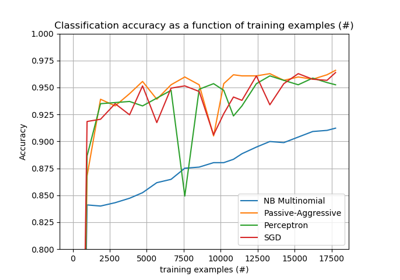 Classification accuracy as a function of training examples (#)
1.000
0.975
0.950
0.925
0.900
0.875
0.850
0.825
0.800
Accuracy
NB Multinomial
Passive-Aggressive
Perceptron
SGD
0 2500 5000 7500 10000 12500 15000 17500
training examples (#)